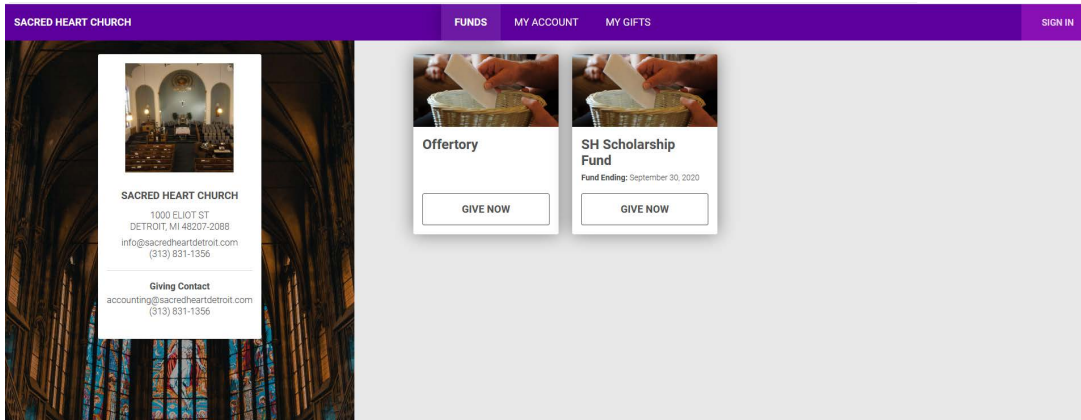 SACRED HEART CHURCH
FUNDS
MY ACCOUNT
MY GIFTS
SIGN IN
SACRED HEART CHURCH
1000 ELIOT ST
DETROIT, MI 48207-2088
info@sacredheartdetroit.com
(313) 831-1356
Giving Contact
accounting@sacredheartdetroit.com
(313) 831-1356
Offertory
GIVE NOW
SH Scholarship
Fund
Fund Ending: September 30, 2020
GIVE NOW